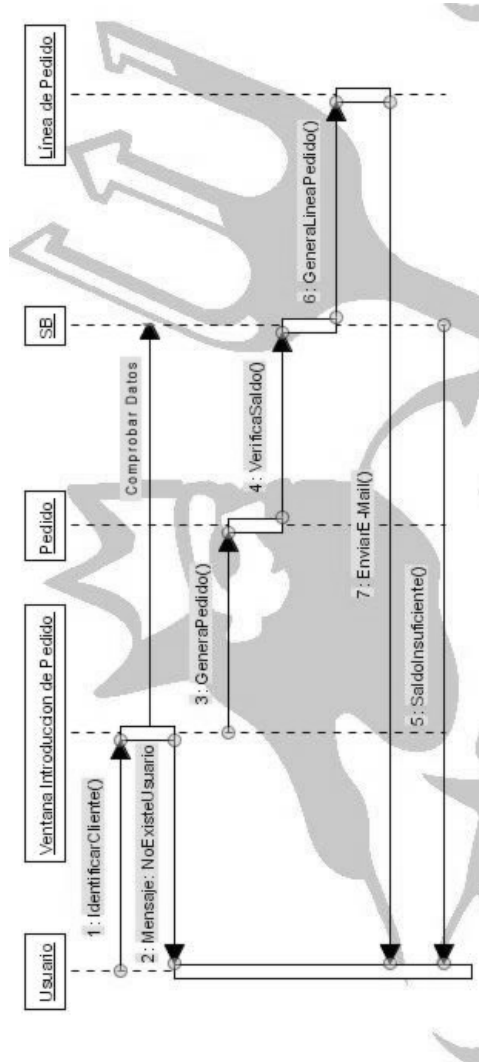 Usuario
Ventana Introduccion de Pedido
Pedido
SB
Línea de Pedido
1: IdentificarCliente()
Comprobar Datos
2: Mensaje: NoExisteUsuario
3: GeneraPedido()
4: VerificaSaldo()
6: GeneraLineaPedido()
7: EnviarE-Mail()
5: SaldoInsuficiente()